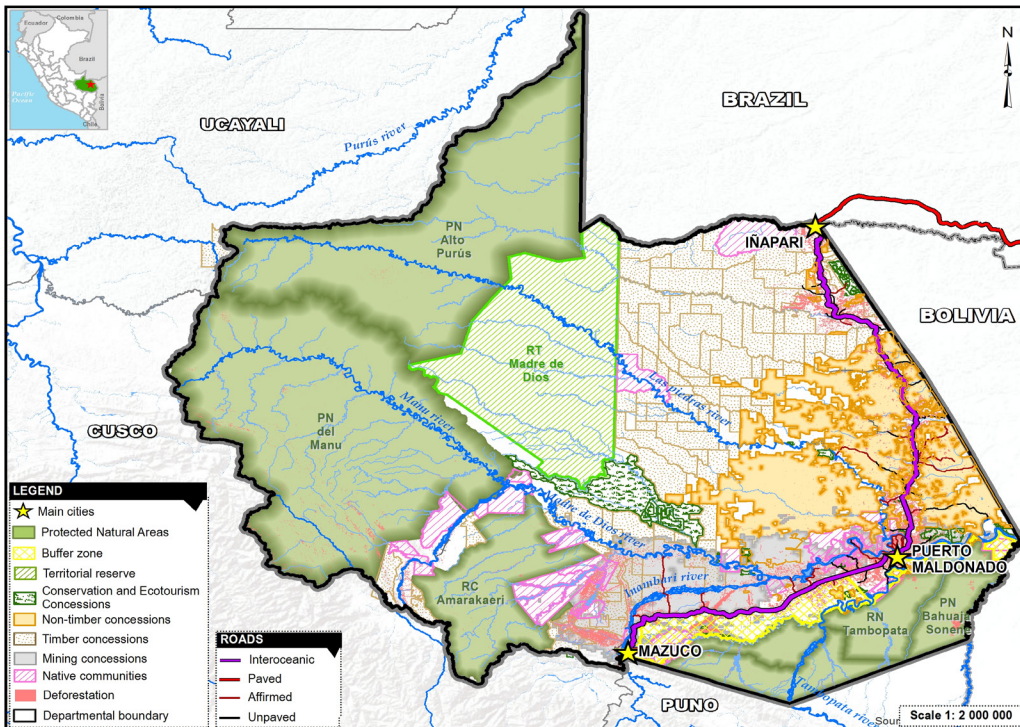 Ecuador
Colombia
Brazil
Pacific
Ocean
Bolivia
Chile
N
BRAZIL
UCAYALI
Purús river
IÑAPARI
PN
Alto
Purús
BOLIVIA
RT
Madre de
Dios
Las piedras river
Manu river
PN
del
Manu
CUSCO
Madre de Dios river
Inambari river
PUERTO
MALDONADO
RC
Amarakaeri
PN
Bahuaja
Sonene
RN
Tambopata
MAZUCO
PUNO
Tambopata river
LEGEND
Main cities
Protected Natural Areas
Buffer zone
Territorial reserve
Conservation and Ecotourism
Concessions
Non-timber concessions
Timber concessions
Mining concessions
Native communities
Deforestation
Departmental boundary
ROADS
Interoceanic
Paved
Affirmed
Unpaved
Scale 1: 2 000 000